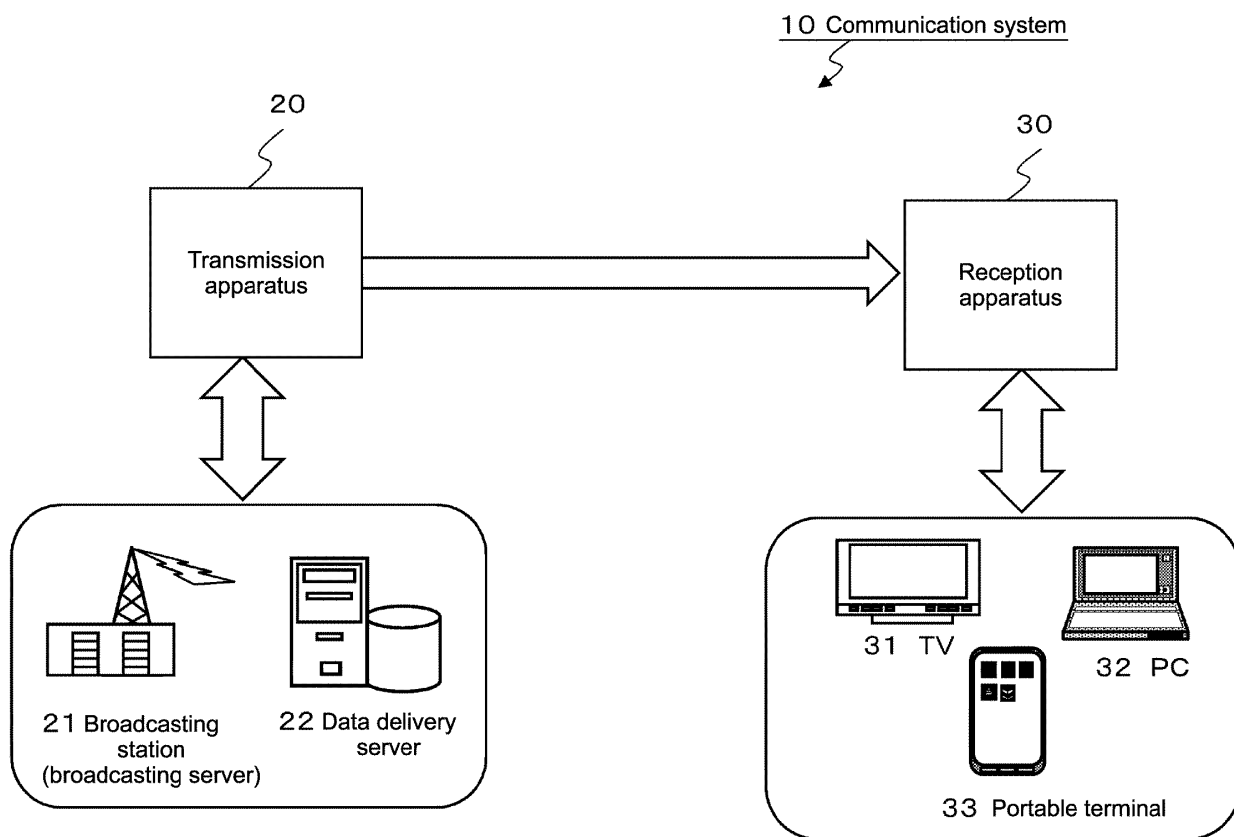 10 Communication system
20
30
Transmission
apparatus
Reception
apparatus
31 TV
32 PC
21 Broadcasting
station
(broadcasting server)
22 Data delivery
server
33 Portable terminal